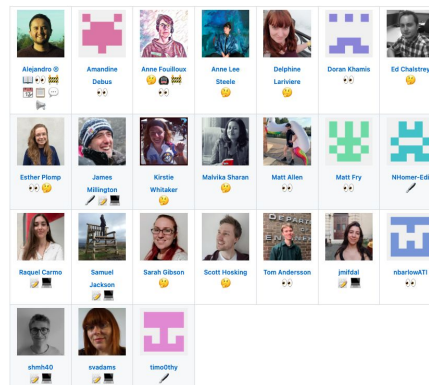 Alejandro ©
Amandine
Debus
Anne Fouilloux
Anne Lee
Steele
Delphine
Lariviere
Doran Khamis
Ed Chalstrey
Esther Plomp
James
Millington
Kirstie
Whitaker
Malvika Sharan
Matt Allen
Matt Fry
NHomer-Edi
Raquel Carmo
Samuel
Jackson
Sarah Gibson
Scott Hosking
DEPARTM
Tom Andersson
jmifdal
nbarlowATI
shmh40
svadams
timo0thy